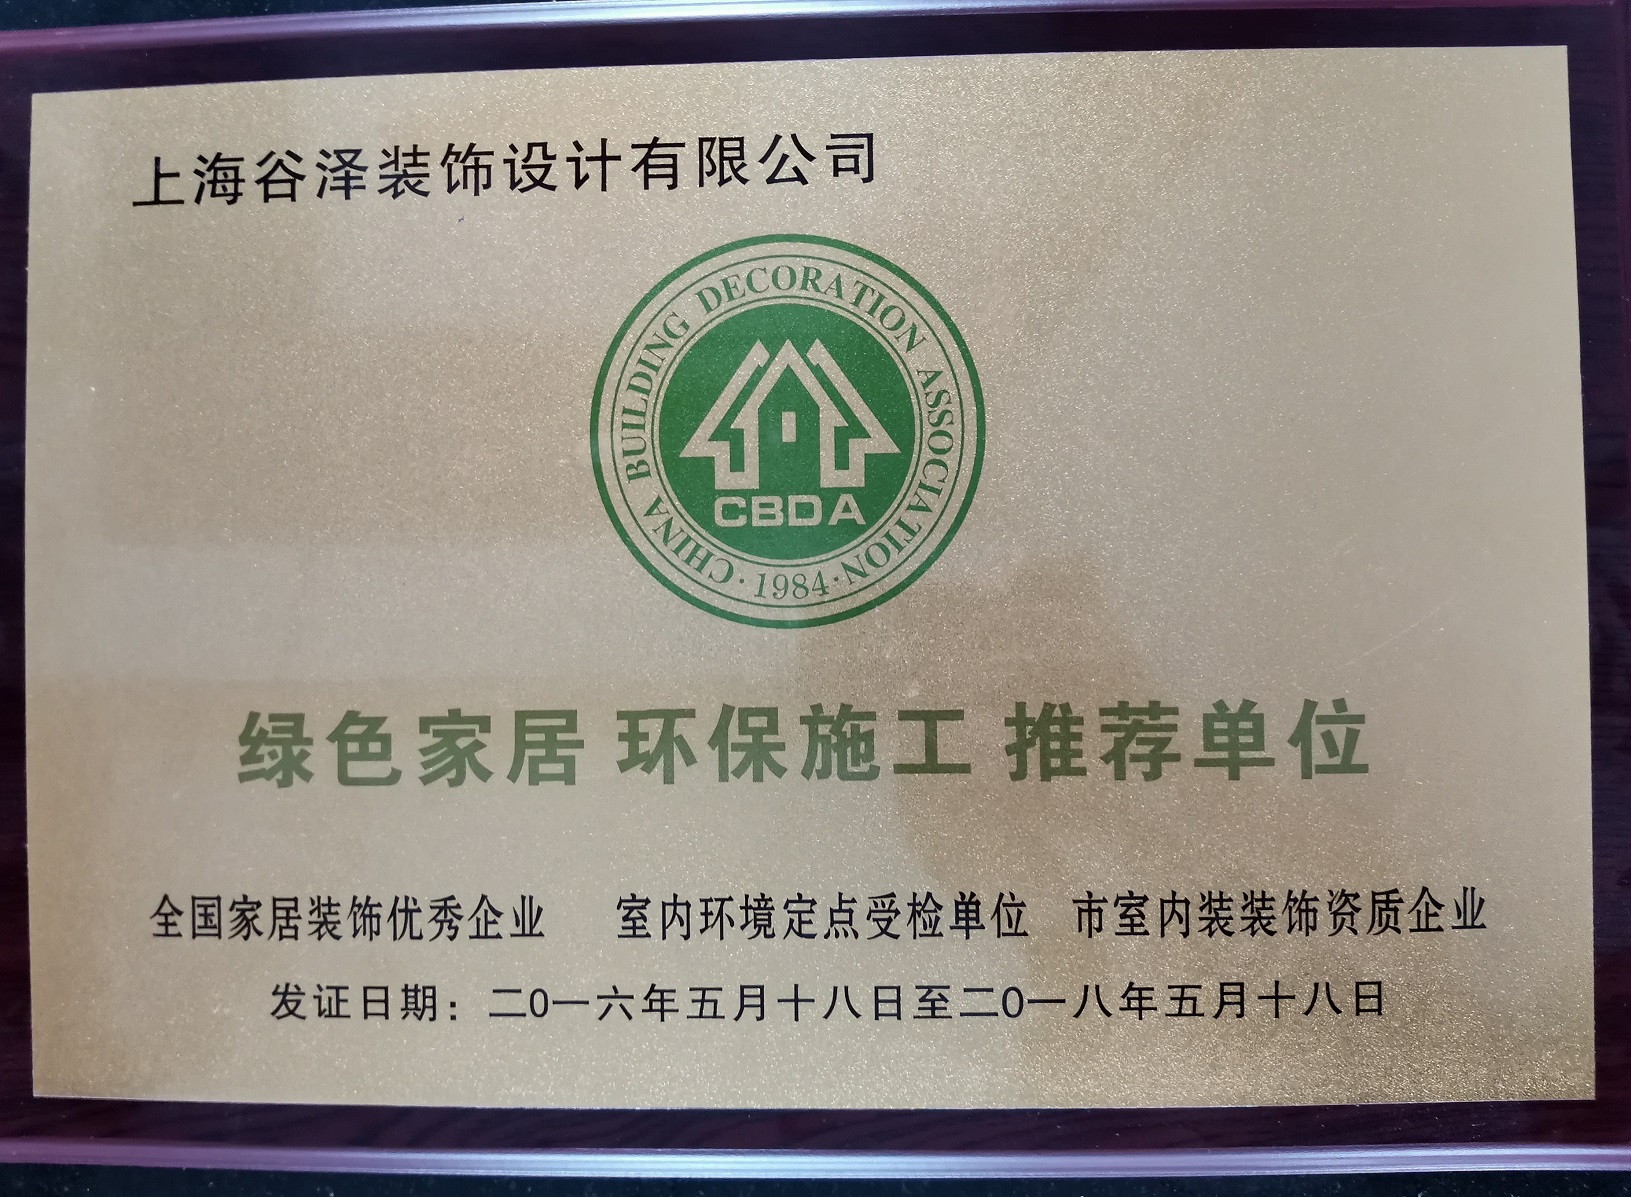 上海谷泽装饰设计有限公司
CHINA BUILDING DECORATION ASSOCIATION
CBDA
·1984·
绿色家居 环保施工 推荐单位
全国家居装饰优秀企业 室内环境定点受检单位 市室内装装饰资质企业
发证日期：二0一六年五月十八日至二0一八年五月十八日